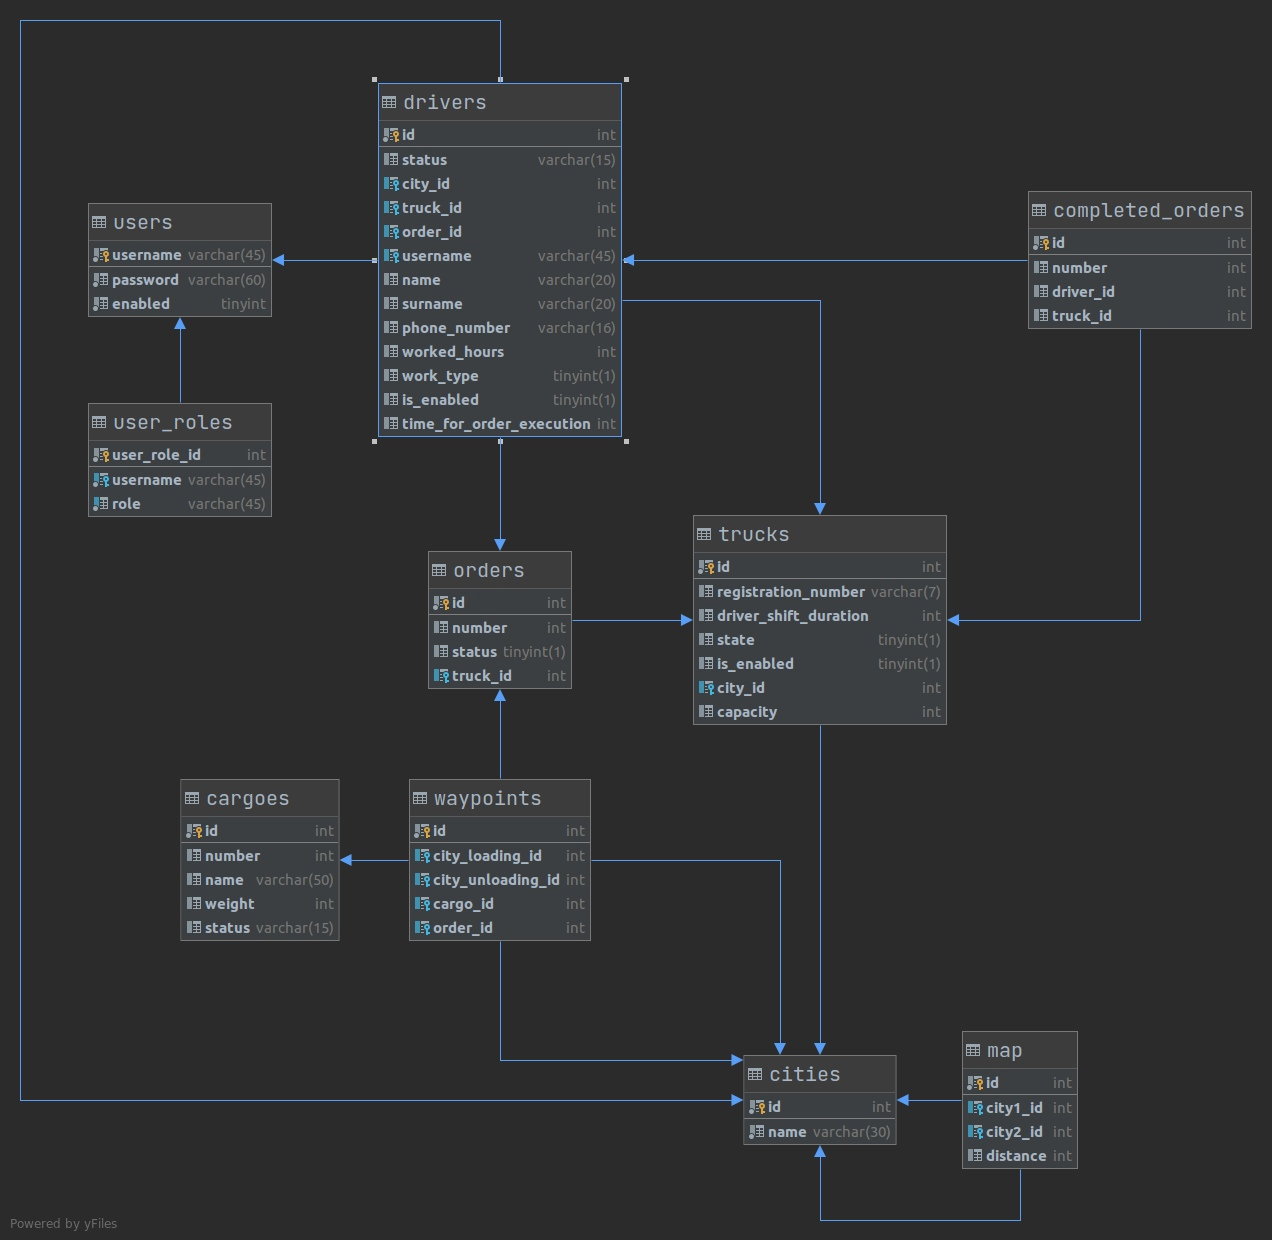 drivers
id int
status varchar(15)
city_id int
truck_id int
order_id int
username varchar(45)
name varchar(20)
surname varchar(20)
phone_number varchar(16)
worked_hours int
work_type tinyint(1)
is_enabled tinyint(1)
time_for_order_execution int
users
username varchar(45)
password varchar(60)
enabled tinyint
completed_orders
id int
number int
driver_id int
truck_id int
user_roles
user_role_id int
username varchar(45)
role varchar(45)
orders
id int
number int
status tinyint(1)
truck_id int
trucks
id int
registration_number varchar(7)
driver_shift_duration int
state tinyint(1)
is_enabled tinyint(1)
city_id int
capacity int
cargoes
id int
number int
name varchar(50)
weight int
status varchar(15)
waypoints
id int
city_loading_id int
city_unloading_id int
cargo_id int
order_id int
cities
id int
name varchar(30)
map
id int
city1_id int
city2_id int
distance int
Powered by yFiles